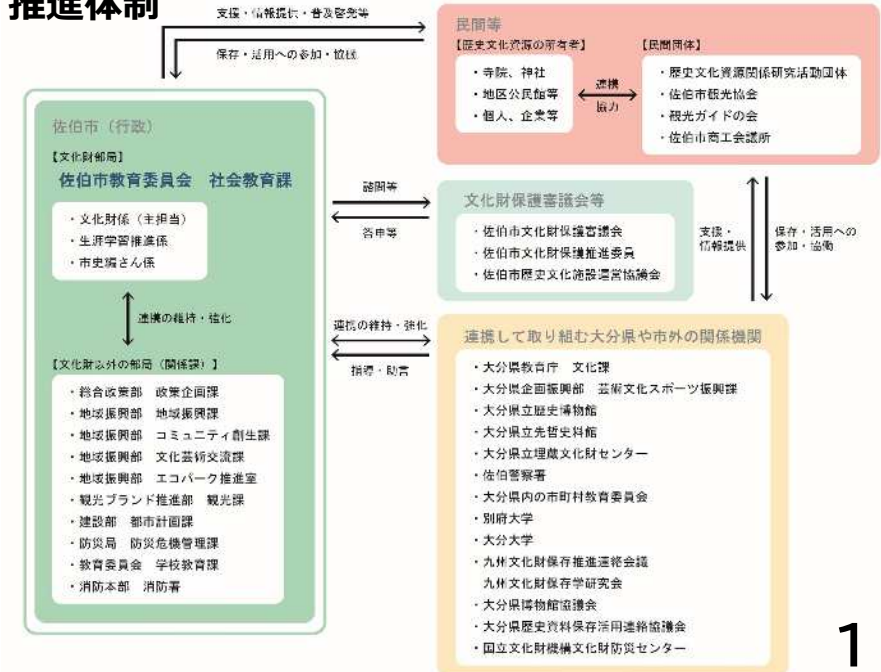 推進体制
支援・情報提供・普及啓発等
保存・活用への参加・協働
民間等
【歴史文化資源の所有者】
・寺院、神社
・地区公民館等
・個人、企業等
連携
協力
【民間団体】
・歴史文化資源関係研究活動団体
・佐伯市観光協会
・観光ガイドの会
・佐伯市商工会議所
佐伯市(行政)
【文化財部局】
佐伯市教育委員会 社会教育課
・文化財係(主担当)
・生涯学習推進係
・市史編さん係
連携の維持・強化
【文化財以外の部局(関係課)】
・総合政策部 政策企画課
・地域振興部 地域振興課
・地域振興部 コミュニティ創生課
・地域振興部 文化芸術交流課
・地域振興部 エコパーク推進室
・観光ブランド推進部 観光課
・建設部 都市計画課
・防災局 防災危機管理課
・教育委員会 学校教育課
・消防本部 消防署
諮問等
答申等
文化財保護審議会等
・佐伯市文化財保護審議会
・佐伯市文化財保護推進委員
・佐伯市歴史文化施設運営協議会
支援・
情報提供
保存・活用への
参加・協働
連携の維持・強化
指導・助言
連携して取り組む大分県や市外の関係機関
・大分県教育庁 文化課
・大分県企画振興部 芸術文化スポーツ振興課
・大分県立歴史博物館
・大分県立先哲史料館
・大分県立埋蔵文化財センター
・佐伯警察署
・大分県内の市町村教育委員会
・別府大学
・大分大学
・九州文化財保存推進連絡会議
九州文化財保存学研究会
・大分県博物館協議会
・大分県歴史資料保存活用連絡協議会
・国立文化財機構文化財防災センター
1